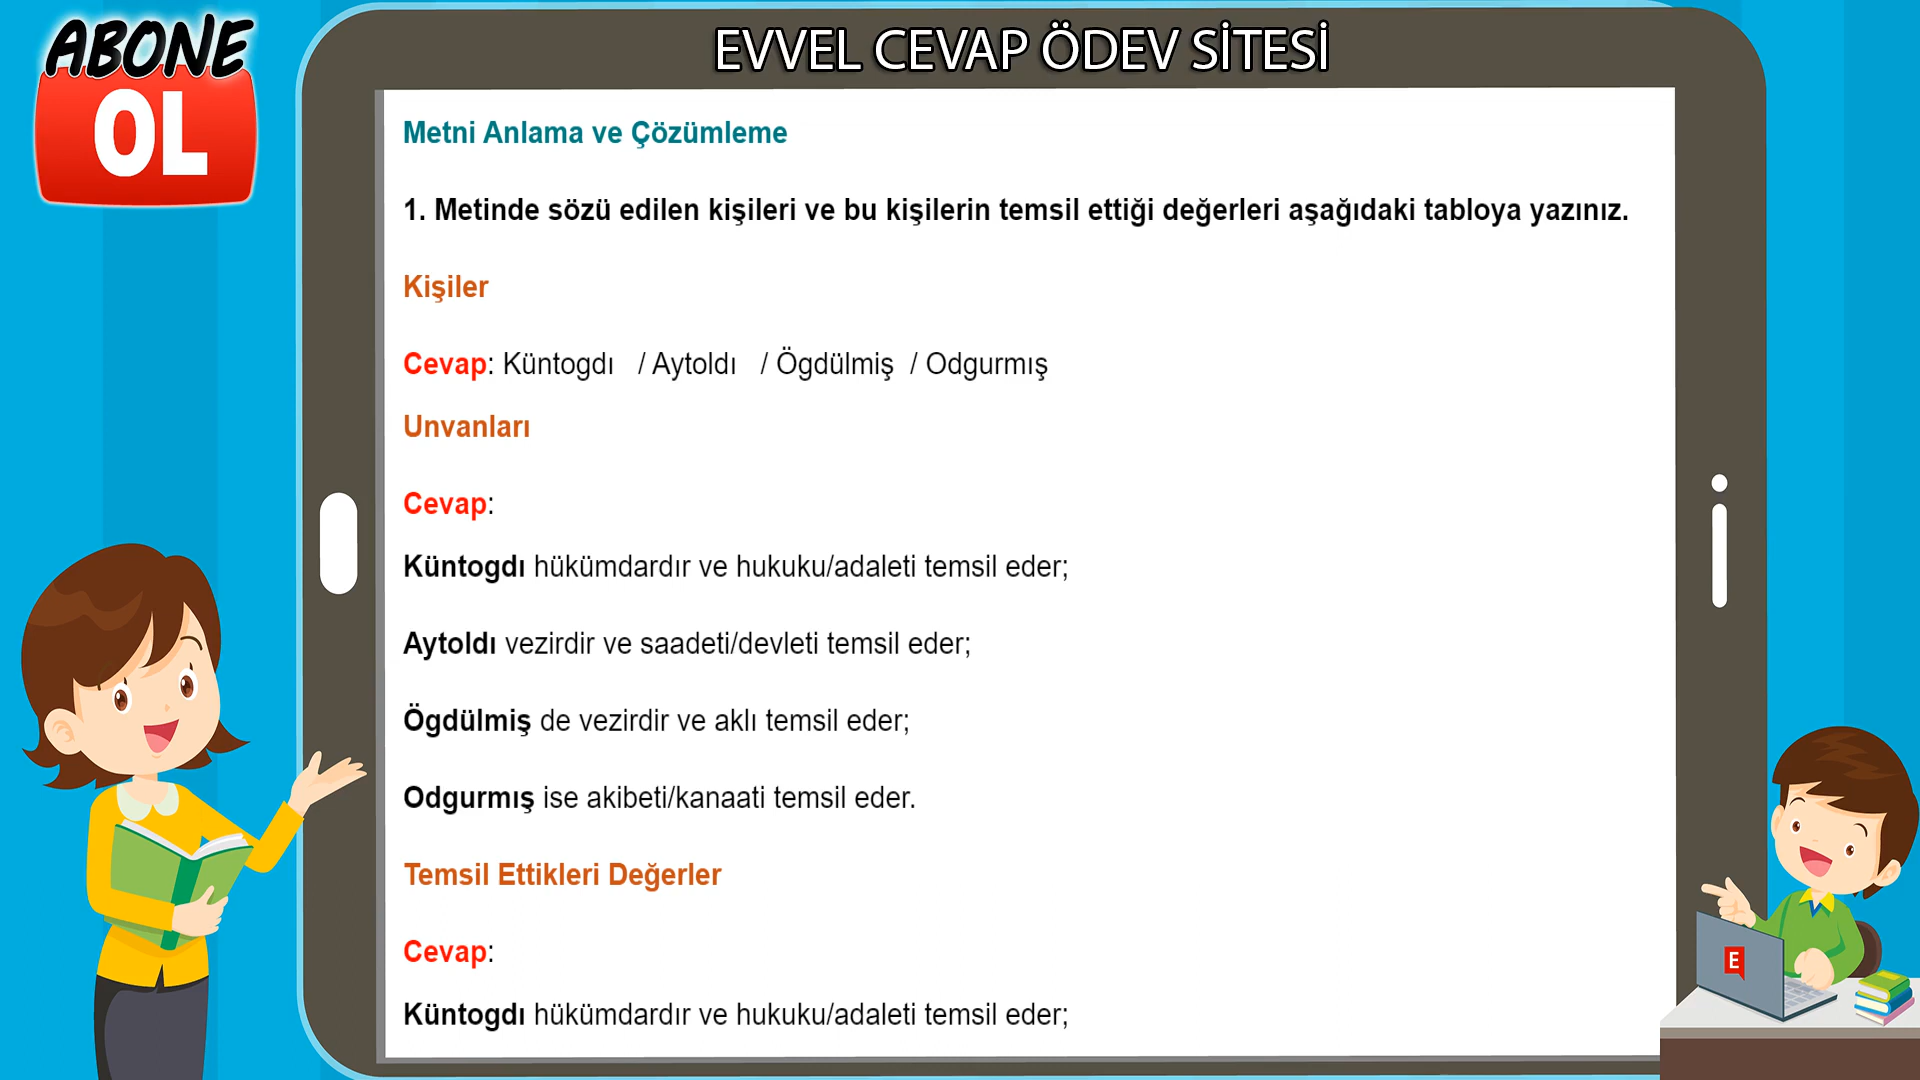 ABONE
OL
EVVEL CEVAP ÖDEV SİTESİ
Metni Anlama ve Çözümleme
1. Metinde sözü edilen kişileri ve bu kişilerin temsil ettiği değerleri aşağıdaki tabloya yazınız.
Kişiler
Cevap: Küntogdı / Aytoldı / Ögdülmiş / Odgurmış
Unvanları
Cevap:
Küntogdı hükümdardır ve hukuku/adaleti temsil eder;
Aytoldı vezirdir ve saadeti/devleti temsil eder;
Ögdülmiş de vezirdir ve aklı temsil eder;
Odgurmış ise akibeti/kanaati temsil eder.
Temsil Ettikleri Değerler
Cevap:
Küntogdı hükümdardır ve hukuku/adaleti temsil eder;
E